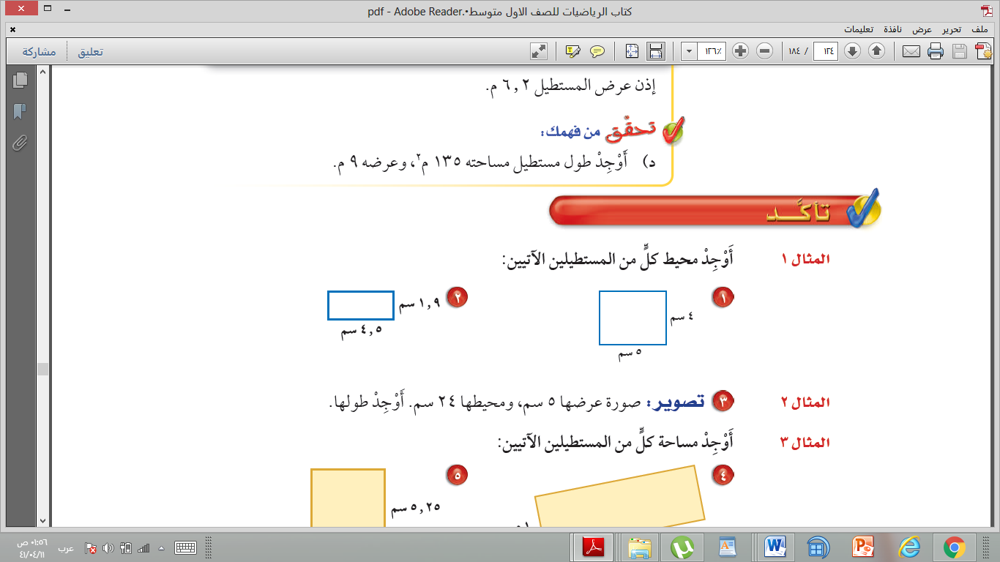 كتاب الرياضيات للصف الاول متوسط•.pdf - Adobe Reader
ملف تحرير عرض نافذة تعليمات
١٢٤ / ١٨٤ ١٢٦٪ تعليق مشاركة
إذن عرض المستطيل ٦,٢ م.
تحقق من فهمك:
د) أَوْجِدْ طول مستطيل مساحته ١٣٥ م٢، وعرضه ٩ م.
تأكد
المثال ١ أَوْجِدْ محيط كلٍّ من المستطيلين الآتيين:
١ ٤ سم ٥ سم
٢ ١,٩ سم ٤,٥ سم
المثال ٢ ٣ تصوير: صورة عرضها ٥ سم، ومحيطها ٢٤ سم. أَوْجِدْ طولها.
المثال ٣ أَوْجِدْ مساحة كلٍّ من المستطيلين الآتيين:
٤
٥ ٥,٢٥ سم
عرب ٠١:٥٦ ص
٤١/٠٤/١١